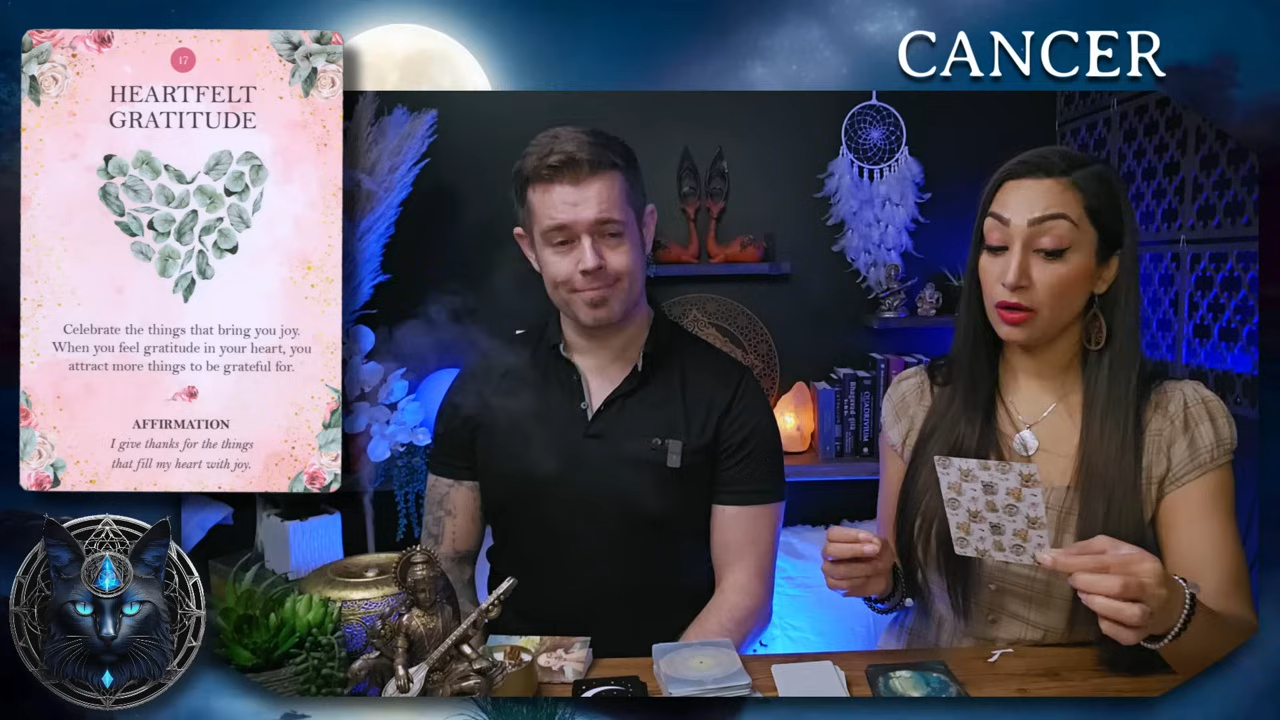 CANCER
17
HEARTFELT
GRATITUDE
Celebrate the things that bring you joy.
When you feel gratitude in your heart, you
attract more things to be grateful for.
AFFIRMATION
I give thanks for the things
that fill my heart with joy.
QUADRIVIUM